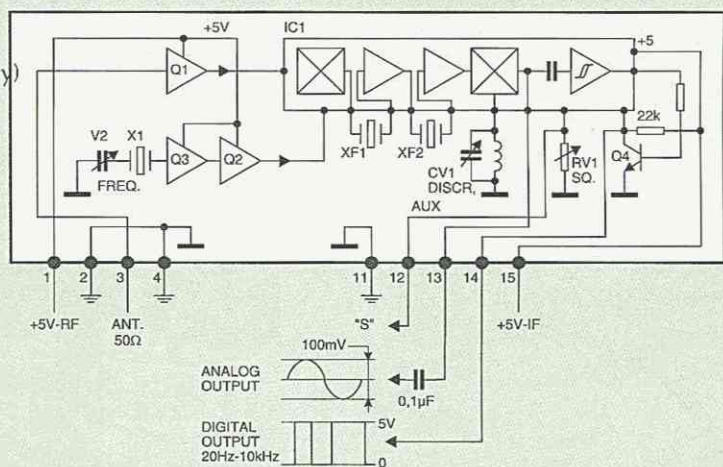 +5V
IC1
+5
y)
Q1
22k
V2
X1
Q3
Q2
XF1
XF2
Q4
FREQ.
CV1
DISCR,
RV1
SQ.
AUX
1
2
3
4
11
12
13
14
15
+5V-RF
ANT.
50Ω
"S"
+5V-IF
100mV
ANALOG
OUTPUT
0,1µF
DIGITAL
OUTPUT
20Hz-10kHz
5V
0